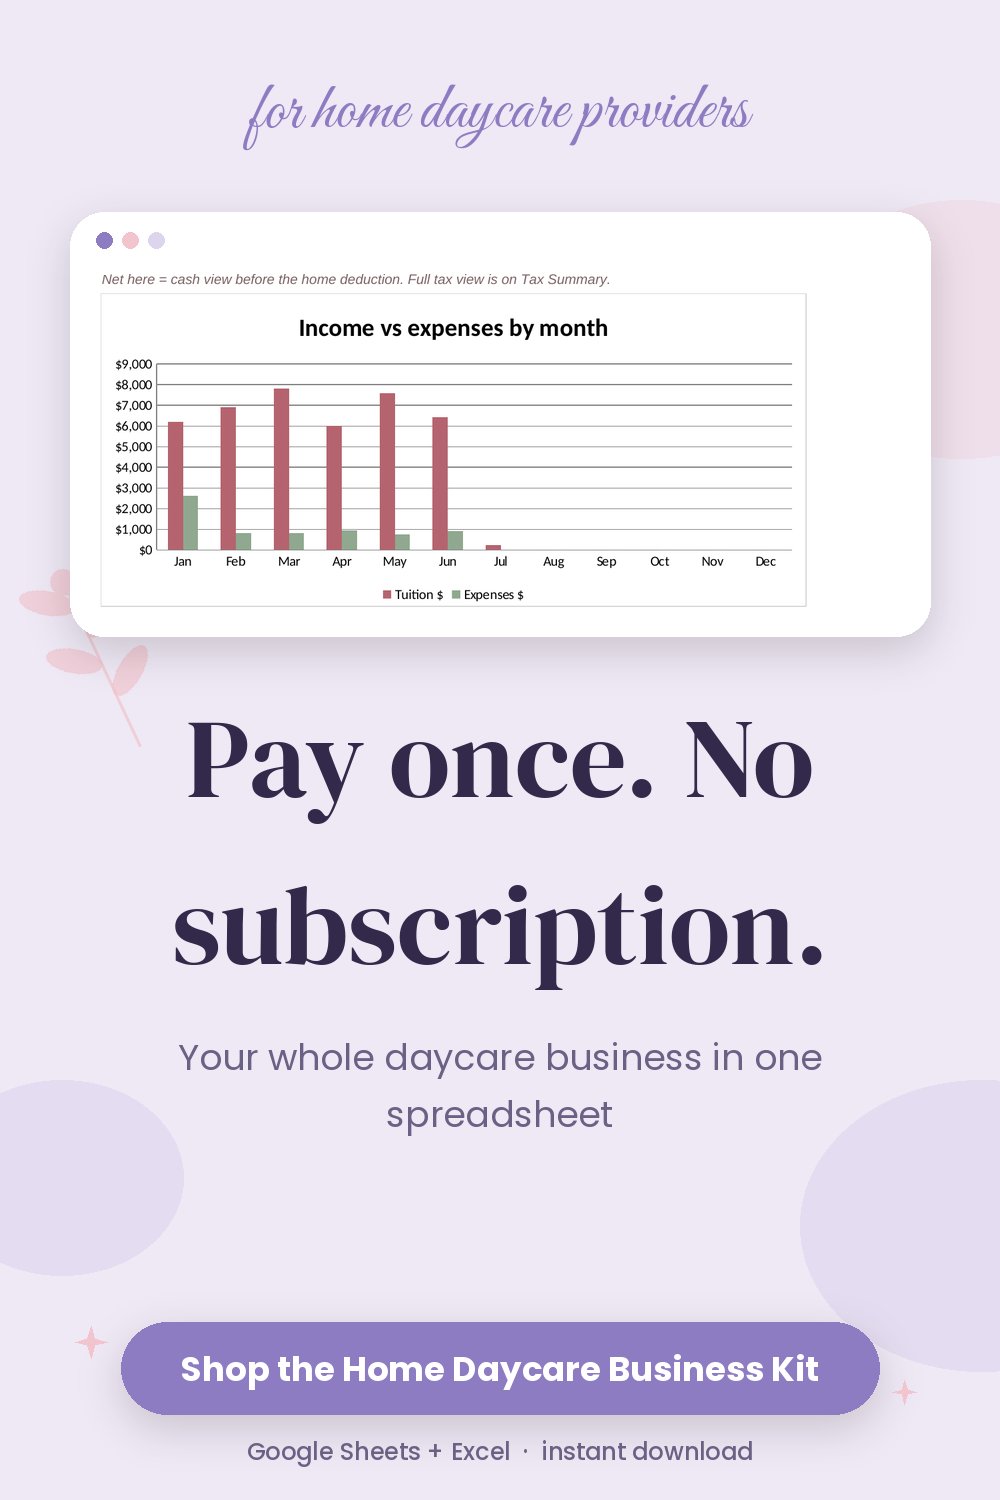 for home daycare providers
Net here = cash view before the home deduction. Full tax view is on Tax Summary.
Income vs expenses by month
$9,000
$8,000
$7,000
$6,000
$5,000
$4,000
$3,000
$2,000
$1,000
$0
Jan Feb Mar Apr May Jun Jul Aug Sep Oct Nov Dec
Tuition $ Expenses $
Pay once. No
subscription.
Your whole daycare business in one
spreadsheet
Shop the Home Daycare Business Kit
Google Sheets + Excel · instant download